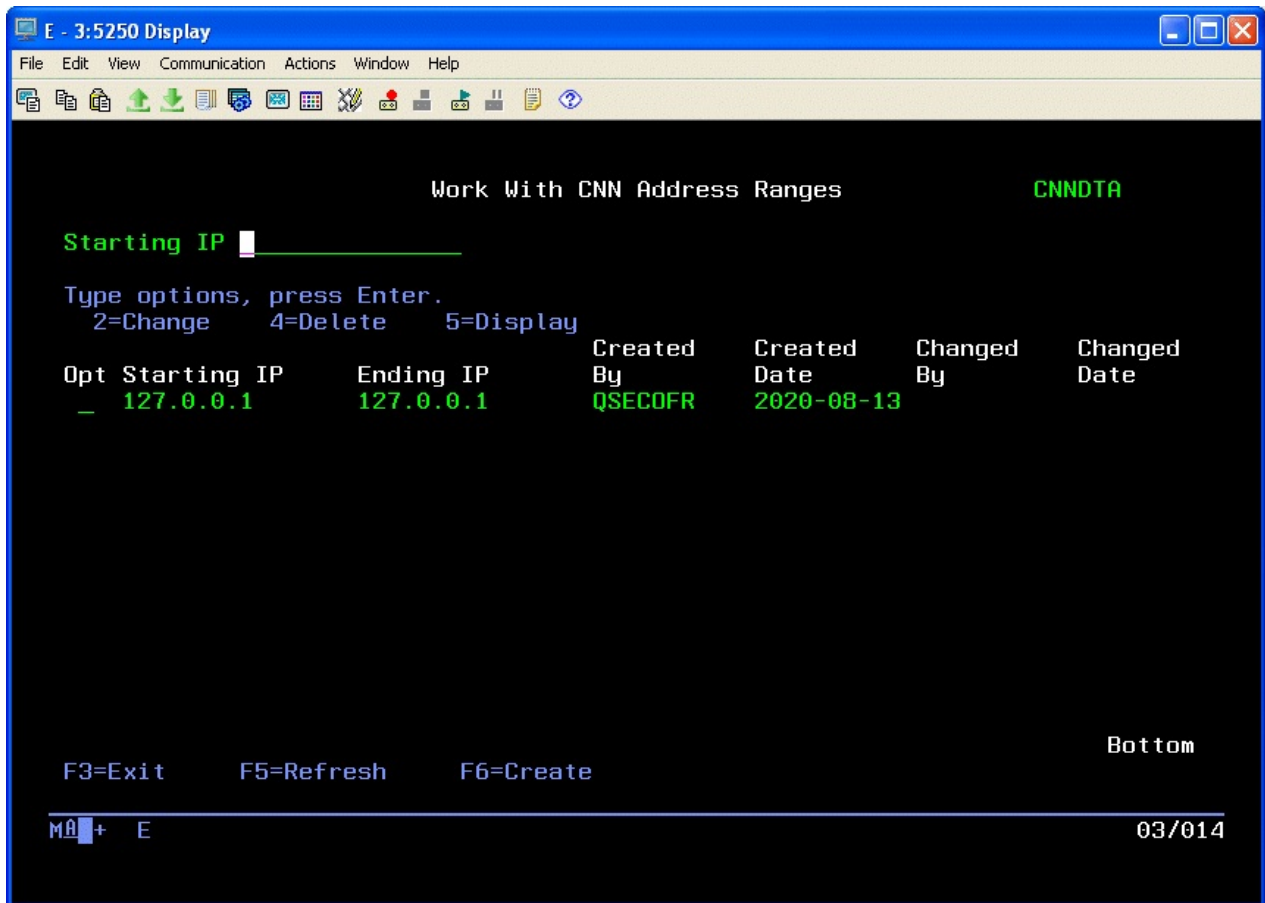 E - 3:5250 Display
File Edit View Communication Actions Window Help
Work With CNN Address Ranges CNNDTA
Starting IP
Type options, press Enter.
2=Change 4=Delete 5=Display
Created Created Changed Changed
Opt Starting IP Ending IP By Date By Date
_ 127.0.0.1 127.0.0.1 QSECOFR 2020-08-13
Bottom
F3=Exit F5=Refresh F6=Create
MA + E 03/014